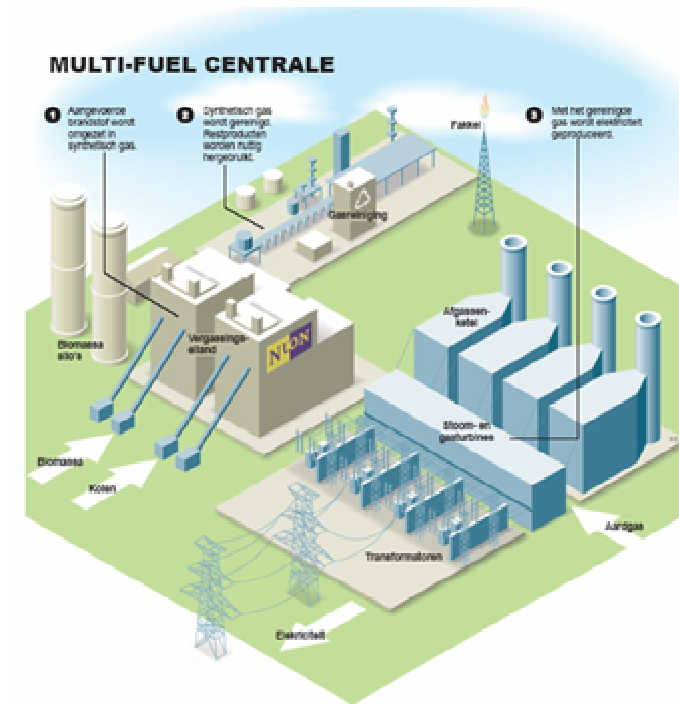 MULTI-FUEL CENTRALE
1 Aangevoerde
brandstof wordt
omgezet in
synthetisch gas.
2 Synthetisch gas
wordt gereinigd.
Restproducten
worden nuttig
hergebruikt.
Fakkel
3 Met het gereinigde
gas wordt elektriciteit
geproduceerd.
Gasreiniging
Afgassen-
ketel
Biomassa
silo's
Vergassings-
eiland
NUON
Stoom- en
gasturbines
Biomassa
Kolen
Aardgas
Transformatoren
Elektriciteit